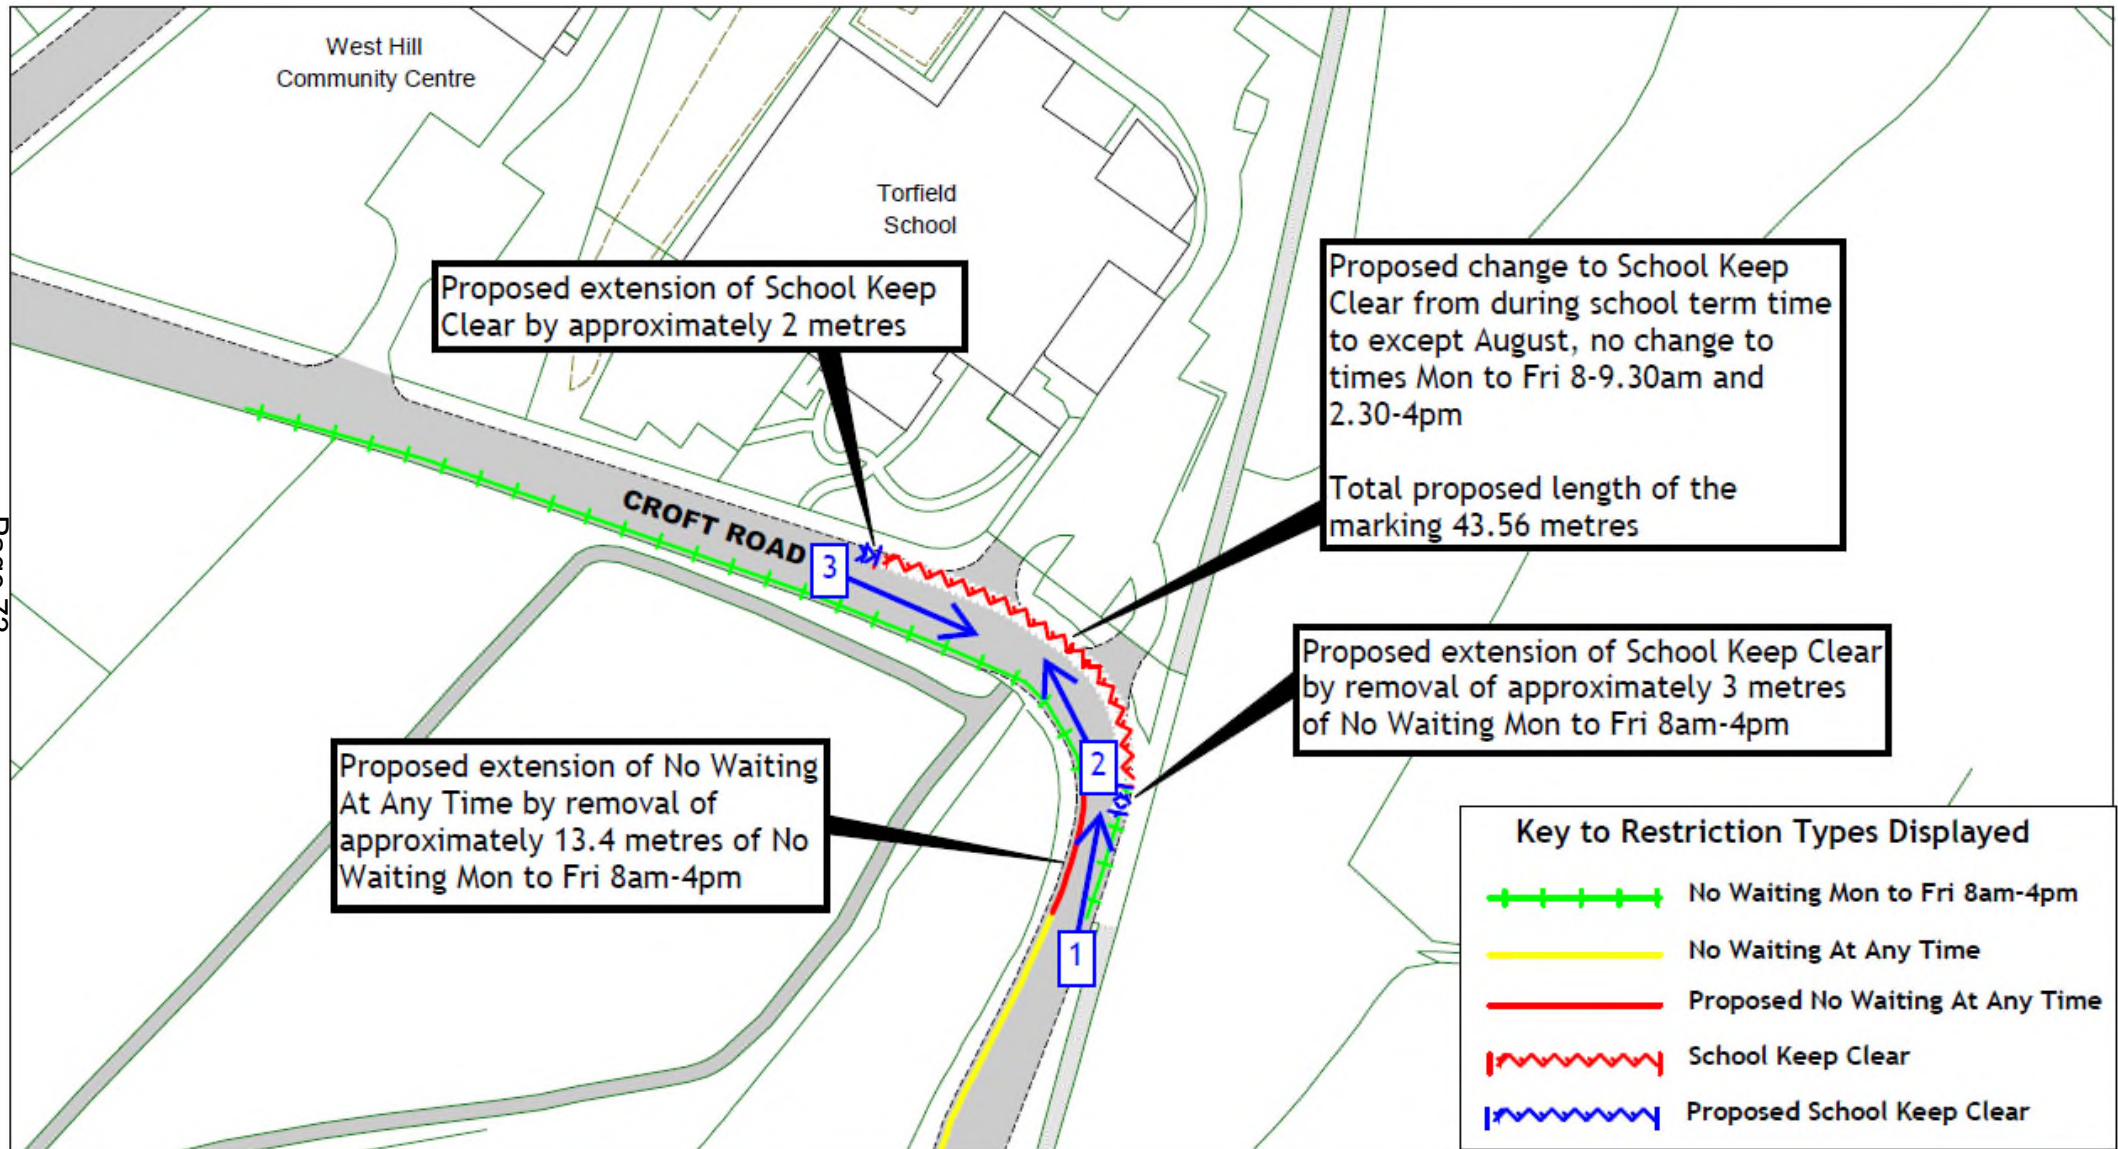 West Hill
Community Centre
Torfield
School
Proposed extension of School Keep
Clear by approximately 2 metres
Proposed change to School Keep
Clear from during school term time
to except August, no change to
times Mon to Fri 8-9.30am and
2.30-4pm
Total proposed length of the
marking 43.56 metres
CROFT ROAD
3
Proposed extension of School Keep Clear
by removal of approximately 3 metres
of No Waiting Mon to Fri 8am-4pm
2
Proposed extension of No Waiting
At Any Time by removal of
approximately 13.4 metres of No
Waiting Mon to Fri 8am-4pm
1
Key to Restriction Types Displayed
No Waiting Mon to Fri 8am-4pm
No Waiting At Any Time
Proposed No Waiting At Any Time
School Keep Clear
Proposed School Keep Clear